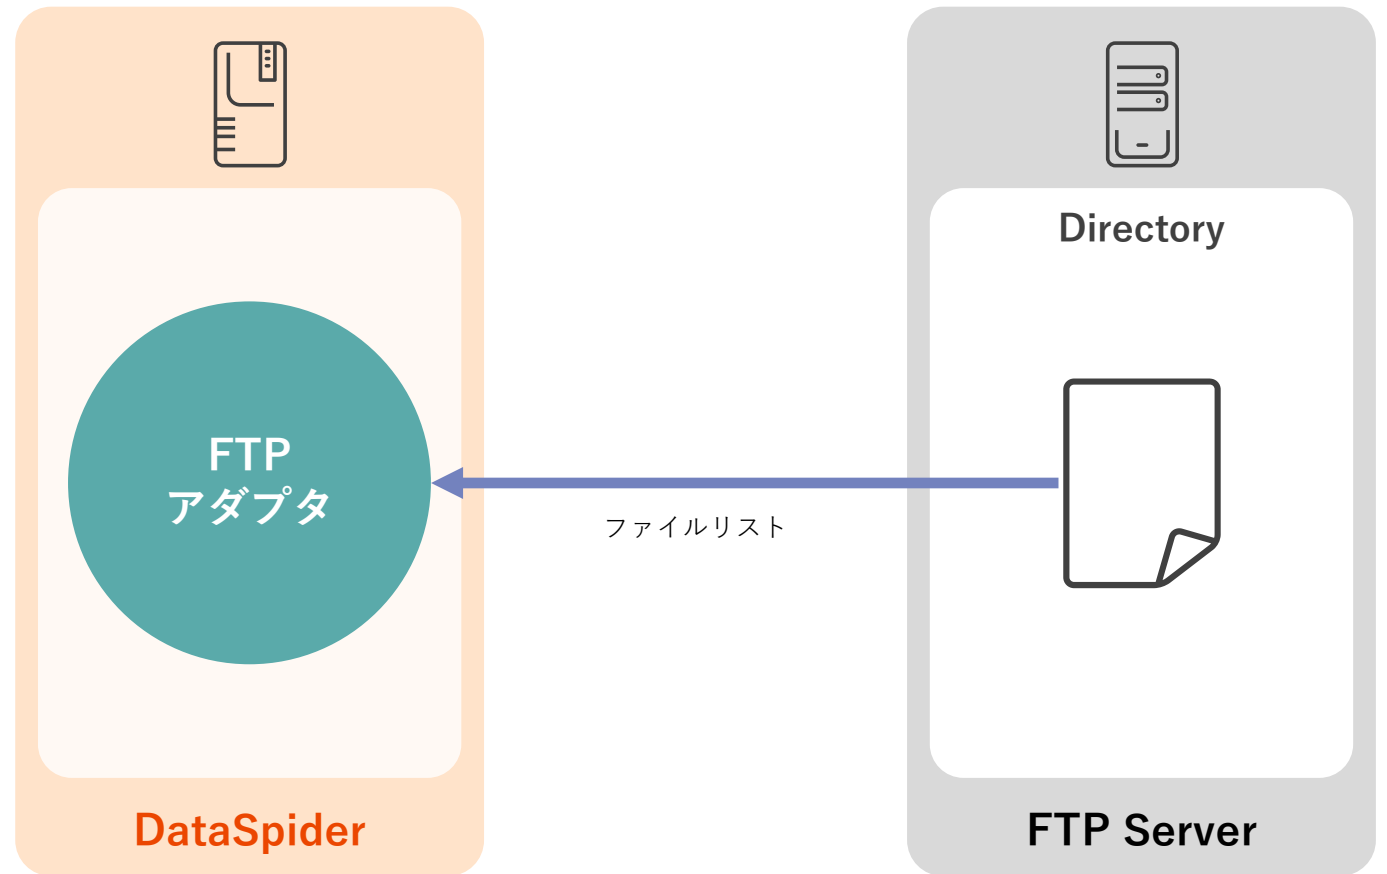 Directory
FTP
アダプタ
ファイルリスト
DataSpider
FTP Server